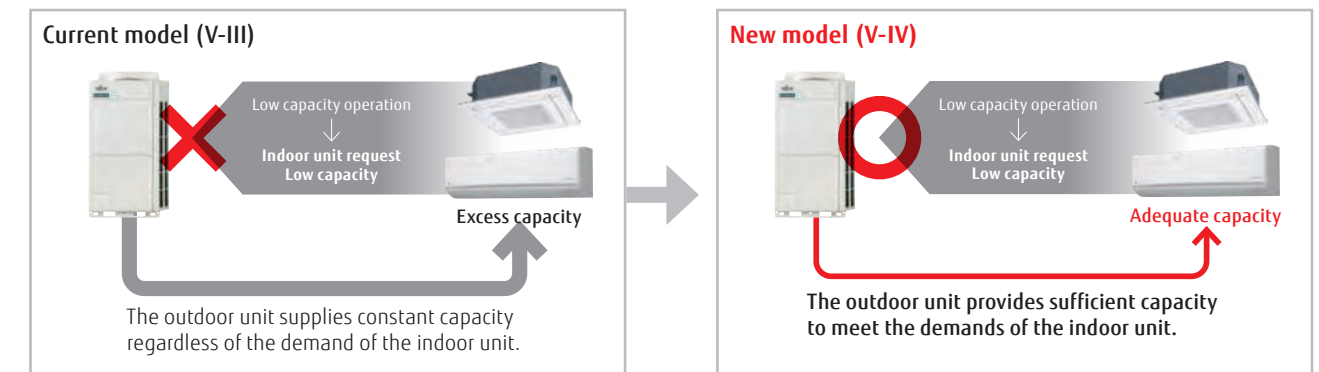 Current model (V-III)
Low capacity operation
Indoor unit request
Low capacity
Excess capacity
The outdoor unit supplies constant capacity
regardless of the demand of the indoor unit.
New model (V-IV)
Low capacity operation
Indoor unit request
Low capacity
Adequate capacity
The outdoor unit provides sufficient capacity
to meet the demands of the indoor unit.